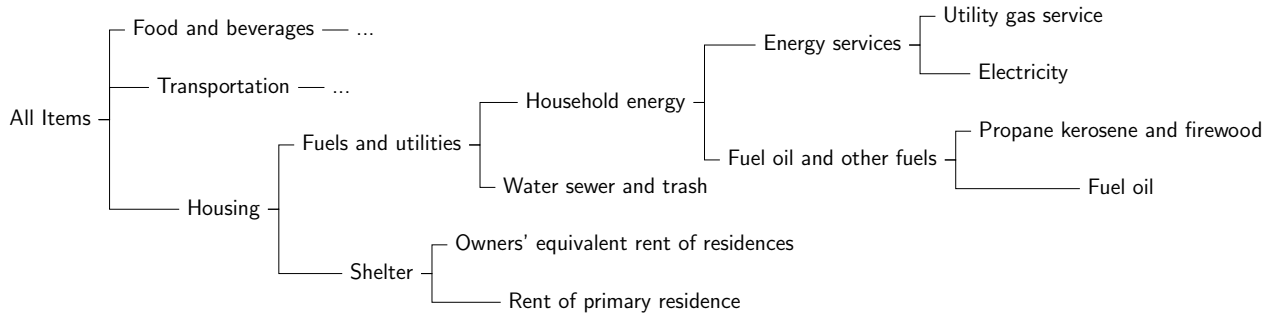 Food and beverages
...
Transportation
...
All Items
Housing
Fuels and utilities
Household energy
Energy services
Utility gas service
Electricity
Fuel oil and other fuels
Propane kerosene and firewood
Fuel oil
Water sewer and trash
Shelter
Owners' equivalent rent of residences
Rent of primary residence